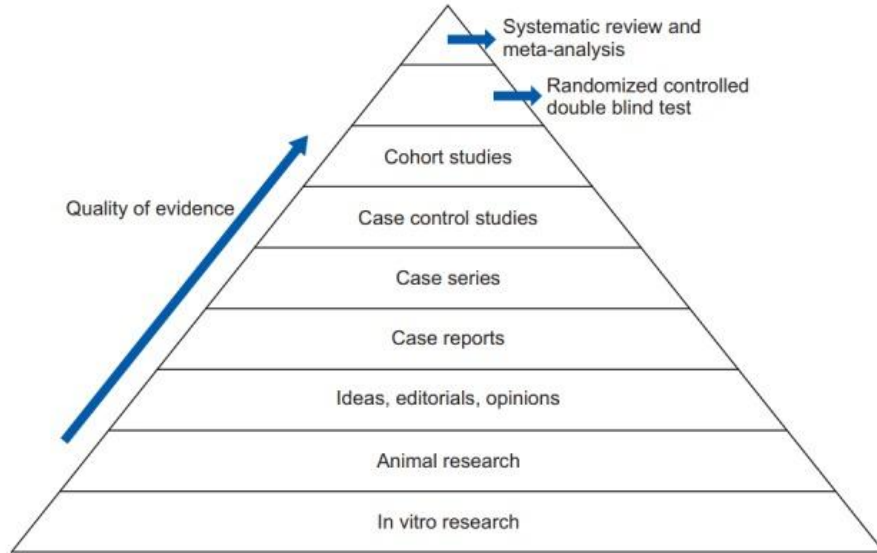 Systematic review and
meta-analysis
Randomized controlled
double blind test
Cohort studies
Quality of evidence
Case control studies
Case series
Case reports
Ideas, editorials, opinions
Animal research
In vitro research